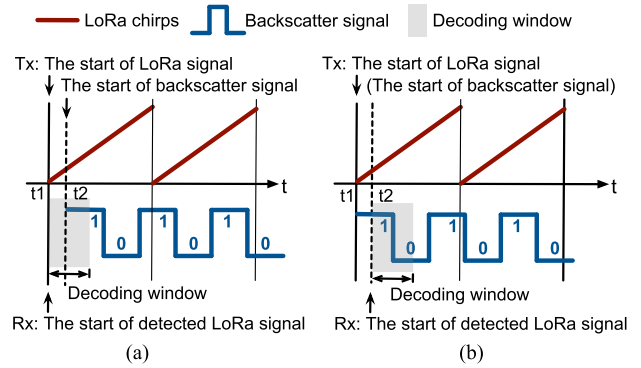 LoRa chirps Backscatter signal Decoding window
Tx: The start of LoRa signal
The start of backscatter signal
t1 t2 t
1 0 1 0 1 0
Decoding window
Rx: The start of detected LoRa signal
(a)
Tx: The start of LoRa signal
(The start of backscatter signal)
t1 t2 t
1 0 1 0 1 0
Decoding window
Rx: The start of detected LoRa signal
(b)